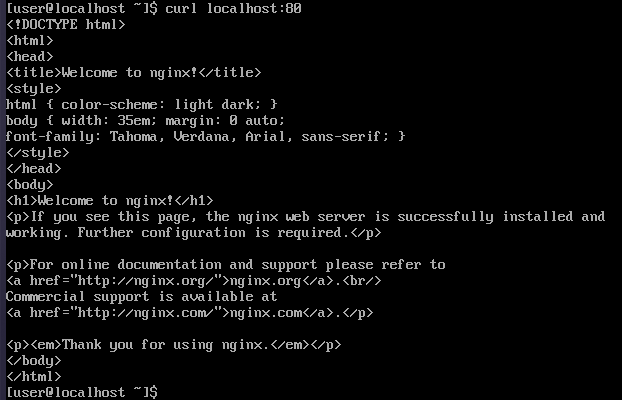 [user@localhost ~]$ curl localhost:80
<!DOCTYPE html>
<html>
<head>
<title>Welcome to nginx!</title>
<style>
html { color-scheme: light dark; }
body { width: 35em; margin: 0 auto;
font-family: Tahoma, Verdana, Arial, sans-serif; }
</style>
</head>
<body>
<h1>Welcome to nginx!</h1>
<p>If you see this page, the nginx web server is successfully installed and
working. Further configuration is required.</p>

<p>For online documentation and support please refer to
<a href="http://nginx.org/">nginx.org</a>.<br/>
Commercial support is available at
<a href="http://nginx.com/">nginx.com</a>.</p>

<p><em>Thank you for using nginx.</em></p>
</body>
</html>
[user@localhost ~]$